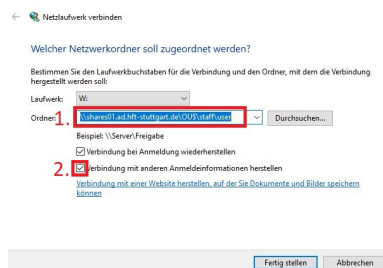 Netzlaufwerk verbinden
Welcher Netzwerkordner soll zugeordnet werden?
Bestimmen Sie den Laufwerkbuchstaben für die Verbindung und den Ordner, mit dem die Verbindung
hergestellt werden soll:
Laufwerk: W:
Ordner: 1. \\shares01.ad.hft-stuttgart.de\OU$\staff\user Durchsuchen...
Beispiel: \\Server\Freigabe
Verbindung bei Anmeldung wiederherstellen
2. Verbindung mit anderen Anmeldeinformationen herstellen
Verbindung mit einer Website herstellen, auf der Sie Dokumente und Bilder speichern
können
Fertig stellen Abbrechen